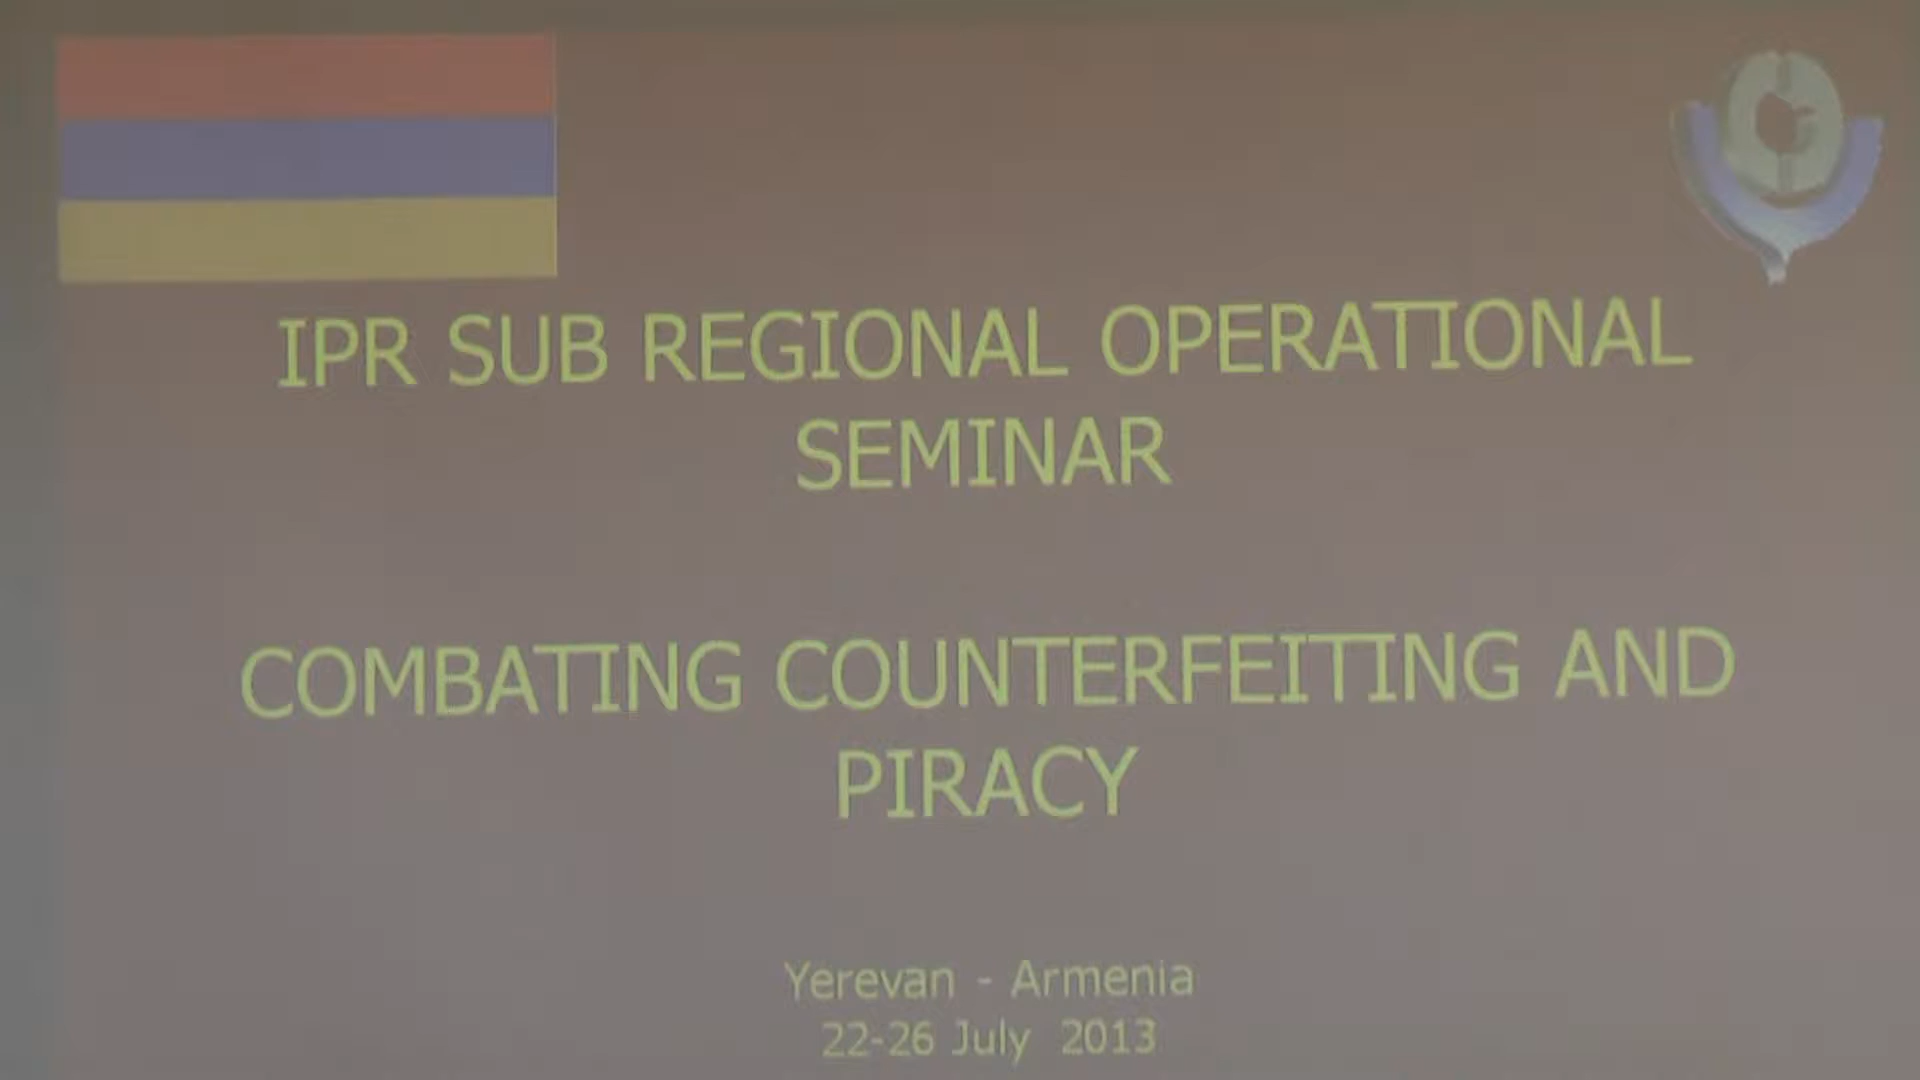 IPR SUB REGIONAL OPERATIONAL
SEMINAR
COMBATING COUNTERFEITING AND
PIRACY
Yerevan - Armenia
22-26 July 2013